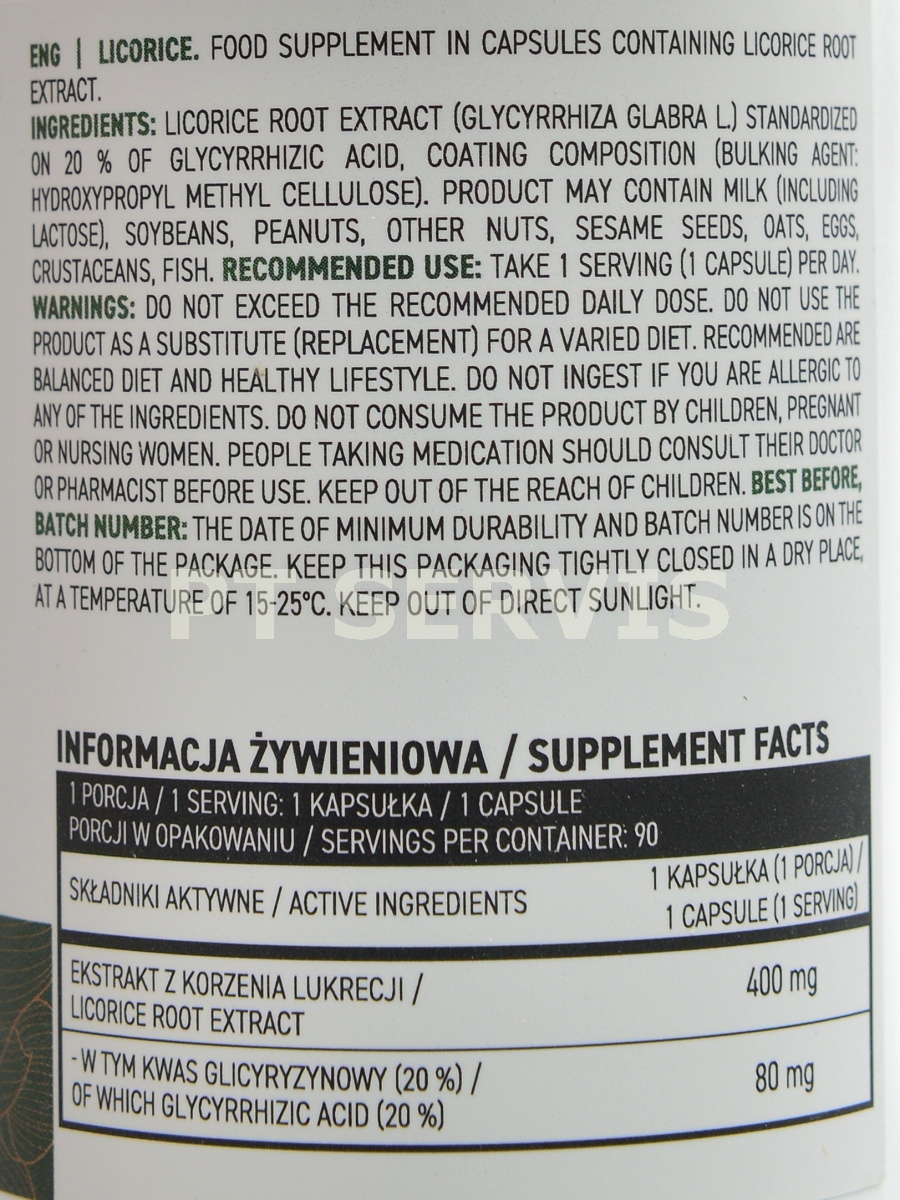 ENG | LICORICE. FOOD SUPPLEMENT IN CAPSULES CONTAINING LICORICE ROOT
EXTRACT.
INGREDIENTS: LICORICE ROOT EXTRACT (GLYCYRRHIZA GLABRA L.) STANDARDIZED
ON 20 % OF GLYCYRRHIZIC ACID, COATING COMPOSITION (BULKING AGENT:
HYDROXYPROPYL METHYL CELLULOSE). PRODUCT MAY CONTAIN MILK (INCLUDING
LACTOSE), SOYBEANS, PEANUTS, OTHER NUTS, SESAME SEEDS, OATS, EGGS,
CRUSTACEANS, FISH. RECOMMENDED USE: TAKE 1 SERVING (1 CAPSULE) PER DAY.
WARNINGS: DO NOT EXCEED THE RECOMMENDED DAILY DOSE. DO NOT USE THE
PRODUCT AS A SUBSTITUTE (REPLACEMENT) FOR A VARIED DIET. RECOMMENDED ARE
BALANCED DIET AND HEALTHY LIFESTYLE. DO NOT INGEST IF YOU ARE ALLERGIC TO
ANY OF THE INGREDIENTS. DO NOT CONSUME THE PRODUCT BY CHILDREN, PREGNANT
OR NURSING WOMEN. PEOPLE TAKING MEDICATION SHOULD CONSULT THEIR DOCTOR
OR PHARMACIST BEFORE USE. KEEP OUT OF THE REACH OF CHILDREN. BEST BEFORE,
BATCH NUMBER: THE DATE OF MINIMUM DURABILITY AND BATCH NUMBER IS ON THE
BOTTOM OF THE PACKAGE. KEEP THIS PACKAGING TIGHTLY CLOSED IN A DRY PLACE,
AT A TEMPERATURE OF 15-25°C. KEEP OUT OF DIRECT SUNLIGHT.
PT SERVIS
INFORMACJA ŻYWIENIOWA / SUPPLEMENT FACTS
1 PORCJA / 1 SERVING: 1 KAPSUŁKA / 1 CAPSULE
PORCJI W OPAKOWANIU / SERVINGS PER CONTAINER: 90
SKŁADNIKI AKTYWNE / ACTIVE INGREDIENTS
1 KAPSUŁKA (1 PORCJA) /
1 CAPSULE (1 SERVING)
EKSTRAKT Z KORZENIA LUKRECJI /
LICORICE ROOT EXTRACT
400 mg
- W TYM KWAS GLICYRYZYNOWY (20 %) /
OF WHICH GLYCYRRHIZIC ACID (20 %)
80 mg